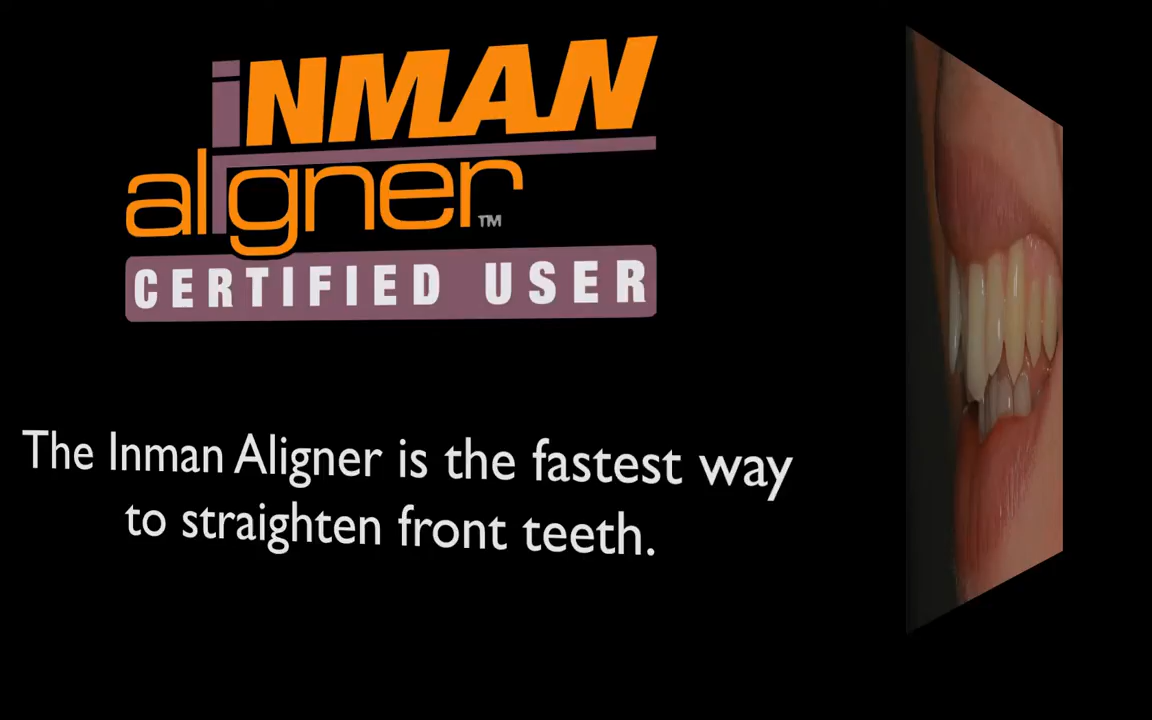 iNMAN
aligner™
CERTIFIED USER
The Inman Aligner is the fastest way
to straighten front teeth.